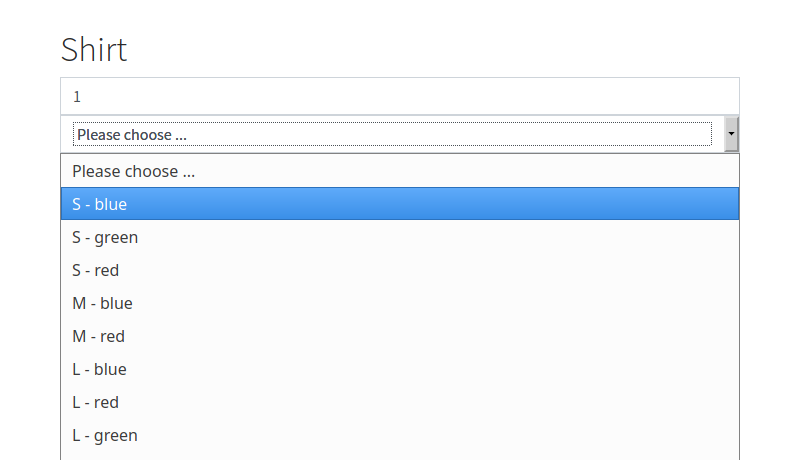 Shirt
1
Please choose ...
Please choose ...
S - blue
S - green
S - red
M - blue
M - red
L - blue
L - red
L - green